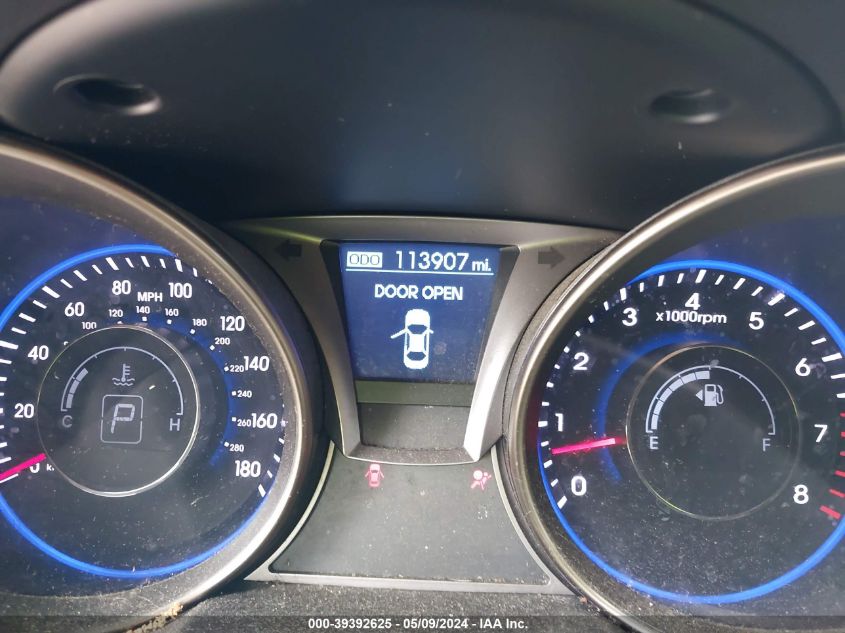 ODO 113907 mi.
DOOR OPEN
0 20 40 60 80 100 120 140 160 180
MPH
100 120 140 160 180 200 220 240 260 280
C P H
0 1 2 3 4 5 6 7 8
x1000rpm
E F
000-39392625 - 05/09/2024 - IAA Inc.